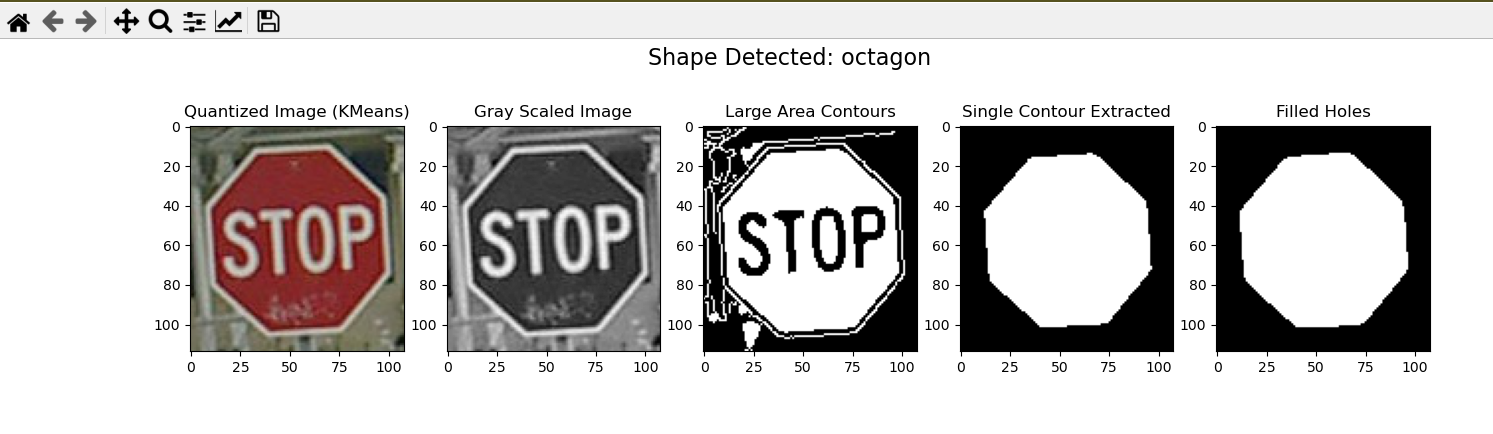 Shape Detected: octagon
Quantized Image (KMeans)
Gray Scaled Image
Large Area Contours
Single Contour Extracted
Filled Holes
0
20
40
60
80
100
0 25 50 75 100
STOP
0
20
40
60
80
100
0 25 50 75 100
STOP
0
20
40
60
80
100
0 25 50 75 100
STOP
0
20
40
60
80
100
0 25 50 75 100
0
20
40
60
80
100
0 25 50 75 100